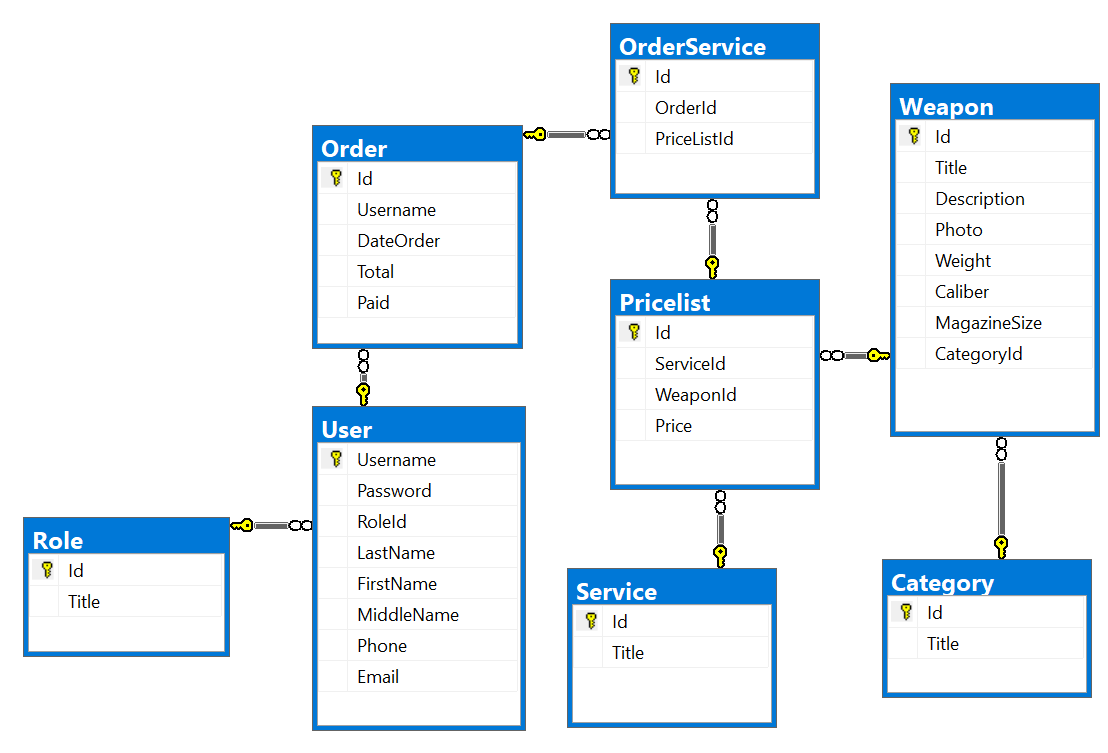 OrderService
Id
OrderId
PriceListId
Weapon
Id
Title
Description
Photo
Weight
Caliber
MagazineSize
CategoryId
Order
Id
Username
DateOrder
Total
Paid
Pricelist
Id
ServiceId
WeaponId
Price
User
Username
Password
RoleId
LastName
FirstName
MiddleName
Phone
Email
Role
Id
Title
Service
Id
Title
Category
Id
Title